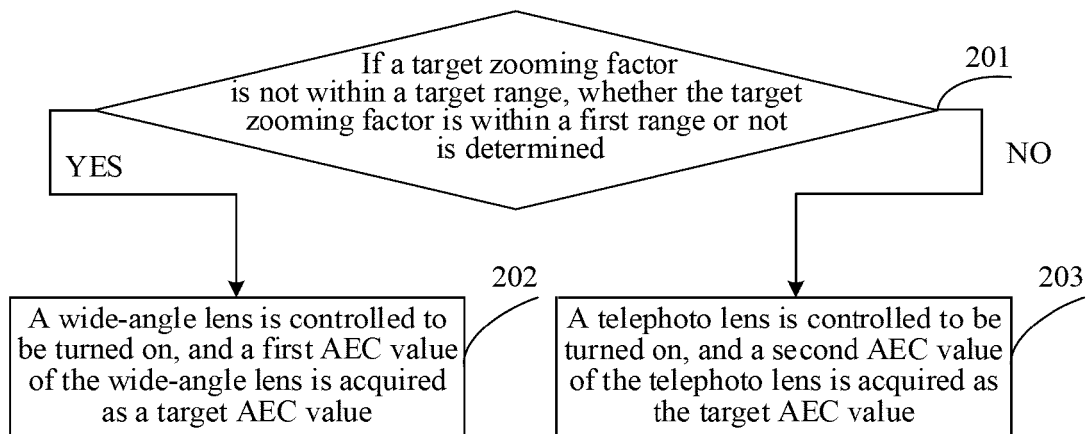 If a target zooming factor
is not within a target range, whether the target
zooming factor is within a first range or not
is determined
201
YES
NO
202
203
A wide-angle lens is controlled to
be turned on, and a first AEC value
of the wide-angle lens is acquired
as a target AEC value
A telephoto lens is controlled to be
turned on, and a second AEC value
of the telephoto lens is acquired as
the target AEC value